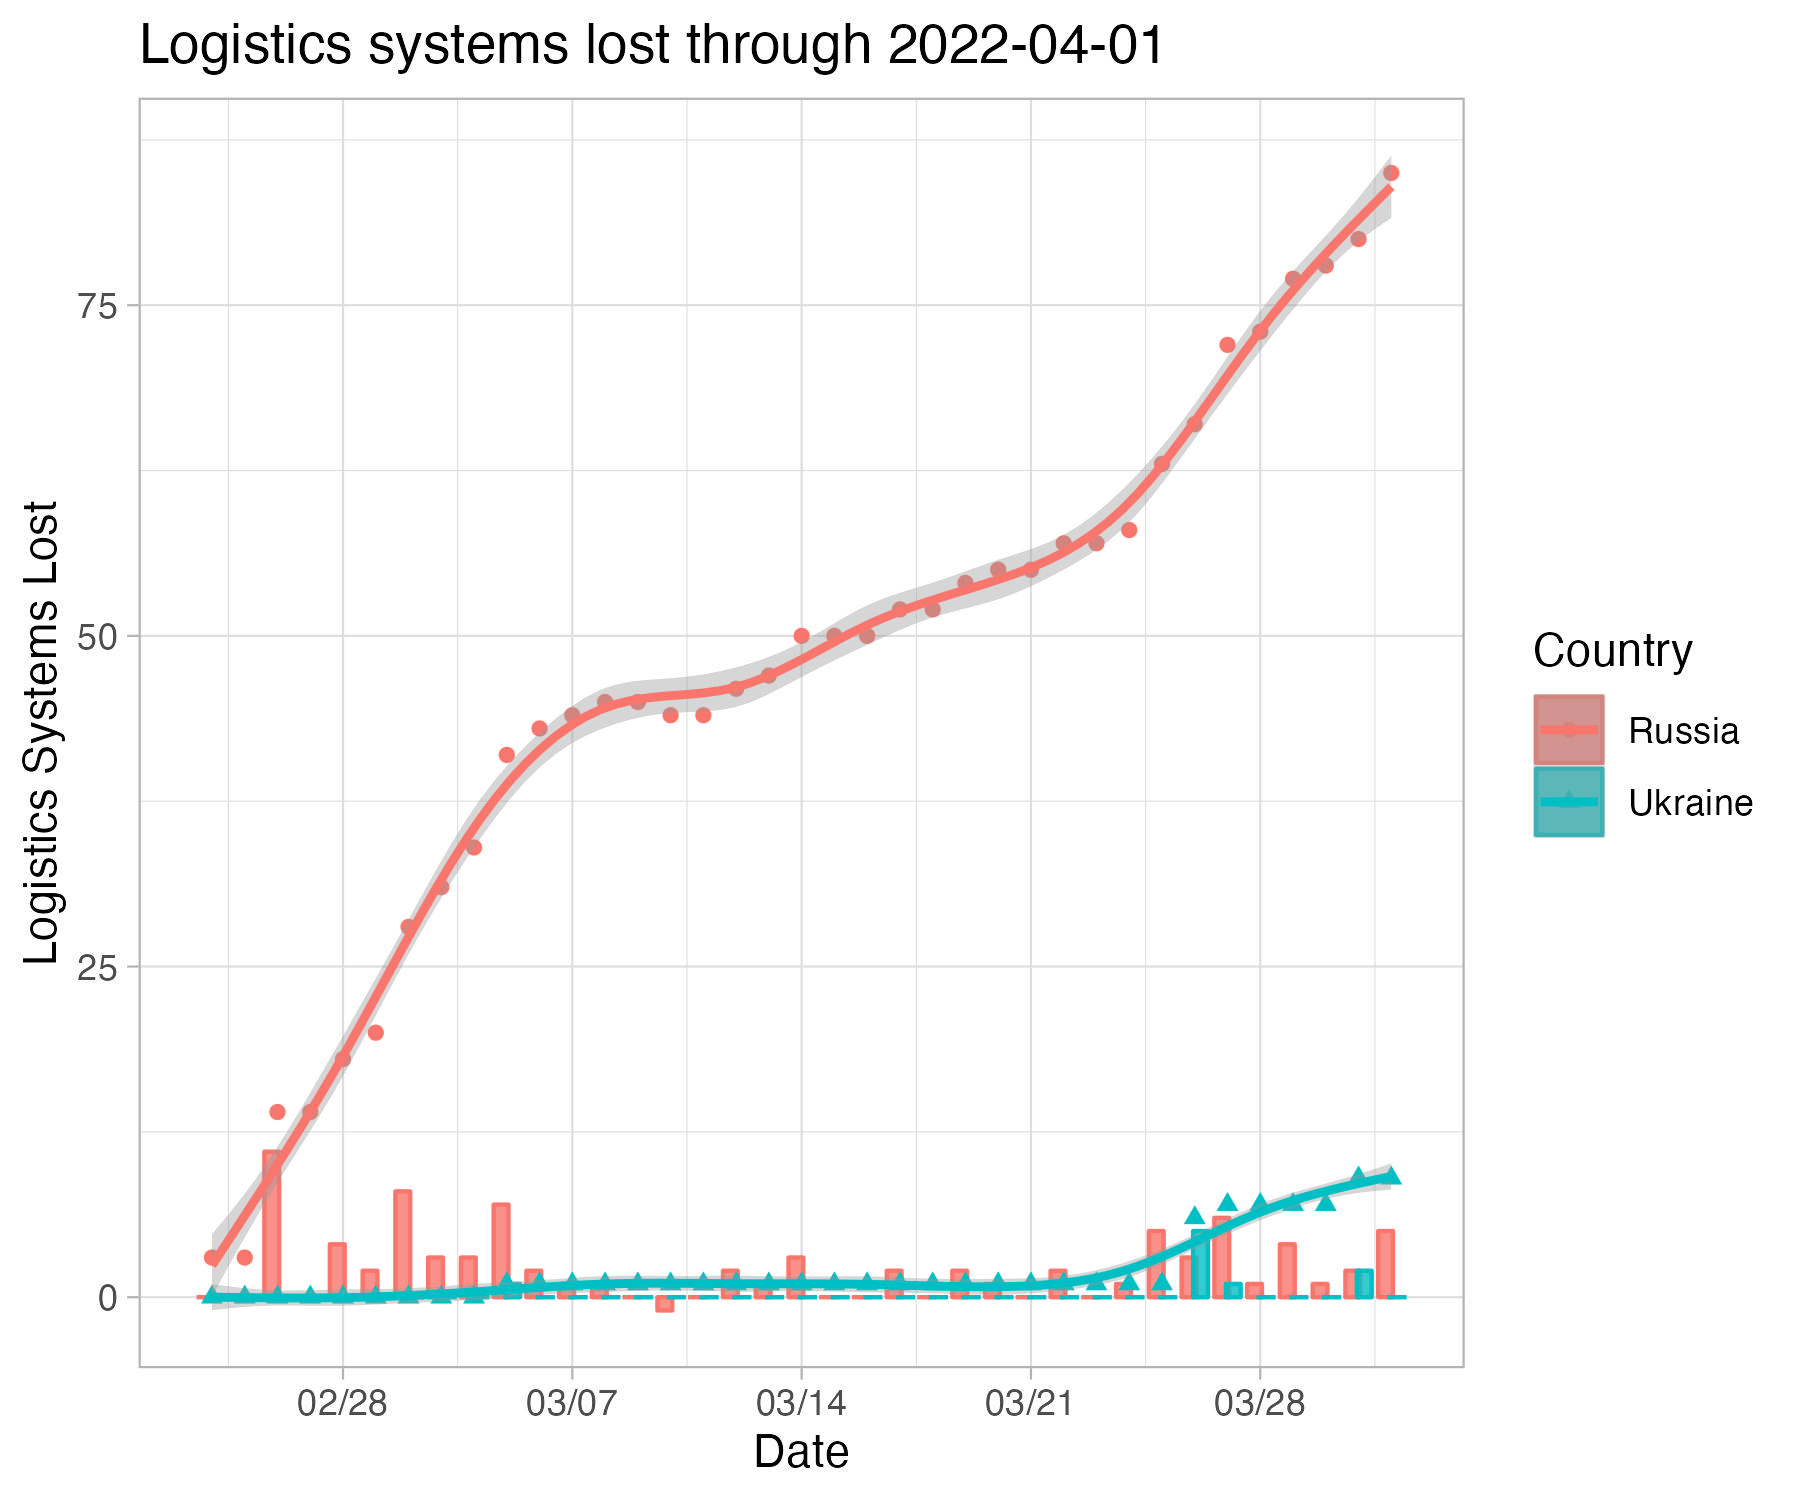 Logistics systems lost through 2022-04-01
Logistics Systems Lost
75
50
25
0
02/28 03/07 03/14 03/21 03/28
Date
Country
Russia
Ukraine